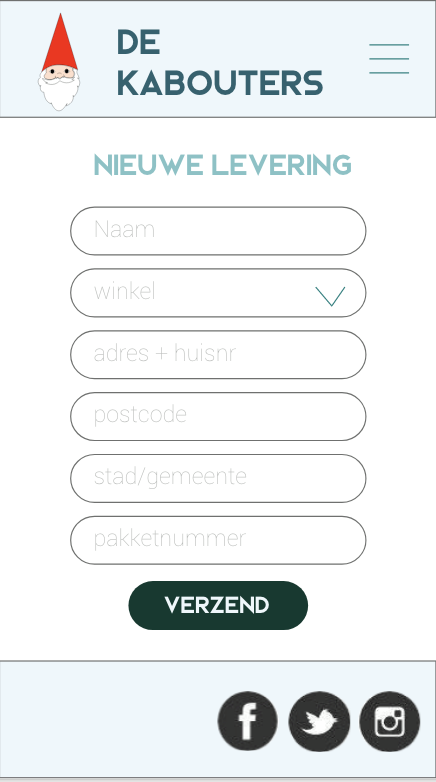 DE
KABOUTERS
NIEUWE LEVERING
Naam
winkel
adres + huisnr
postcode
stad/gemeente
pakketnummer
VERZEND